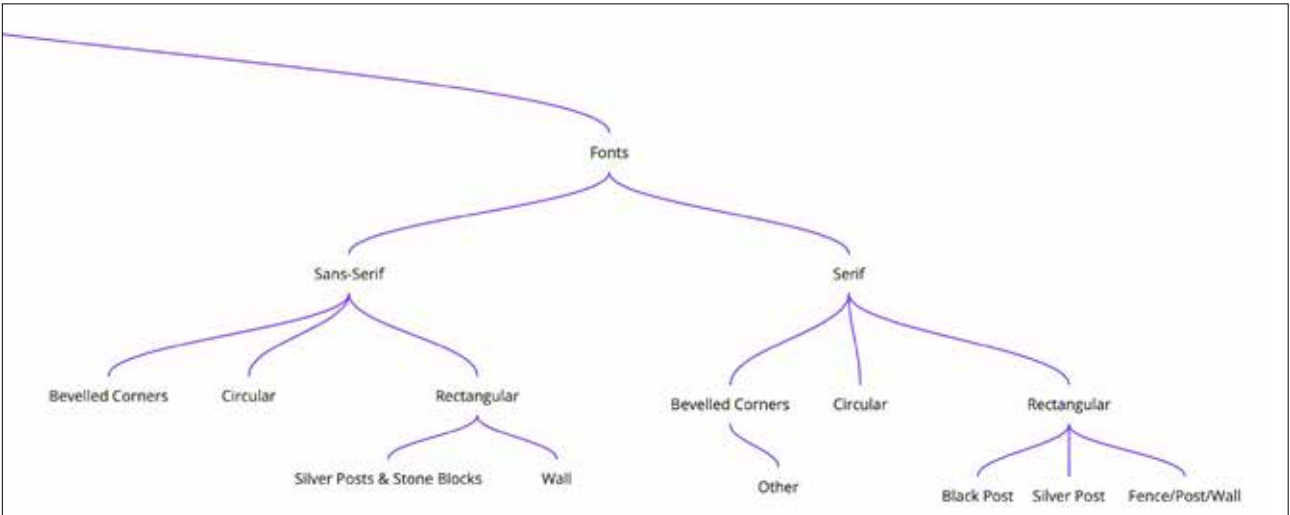 Fonts
Sans-Serif
Serif
Bevelled Corners
Circular
Rectangular
Bevelled Corners
Circular
Rectangular
Silver Posts & Stone Blocks
Wall
Other
Black Post
Silver Post
Fence/Post/Wall